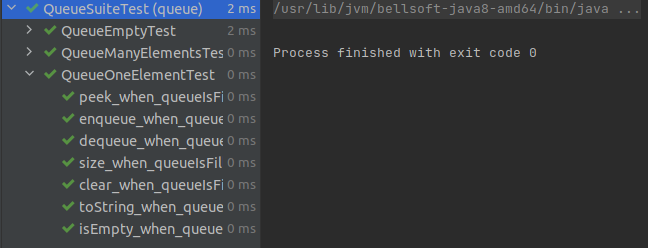 QueueSuiteTest (queue) 2 ms
QueueEmptyTest 2 ms
QueueManyElementsTes 0 ms
QueueOneElementTest 0 ms
peek_when_queueIsFi 0 ms
enqueue_when_queue 0 ms
dequeue_when_queue 0 ms
size_when_queueIsFil 0 ms
clear_when_queueIsFi 0 ms
toString_when_queue 0 ms
isEmpty_when_queue 0 ms
/usr/lib/jvm/bellsoft-java8-amd64/bin/java ...
Process finished with exit code 0